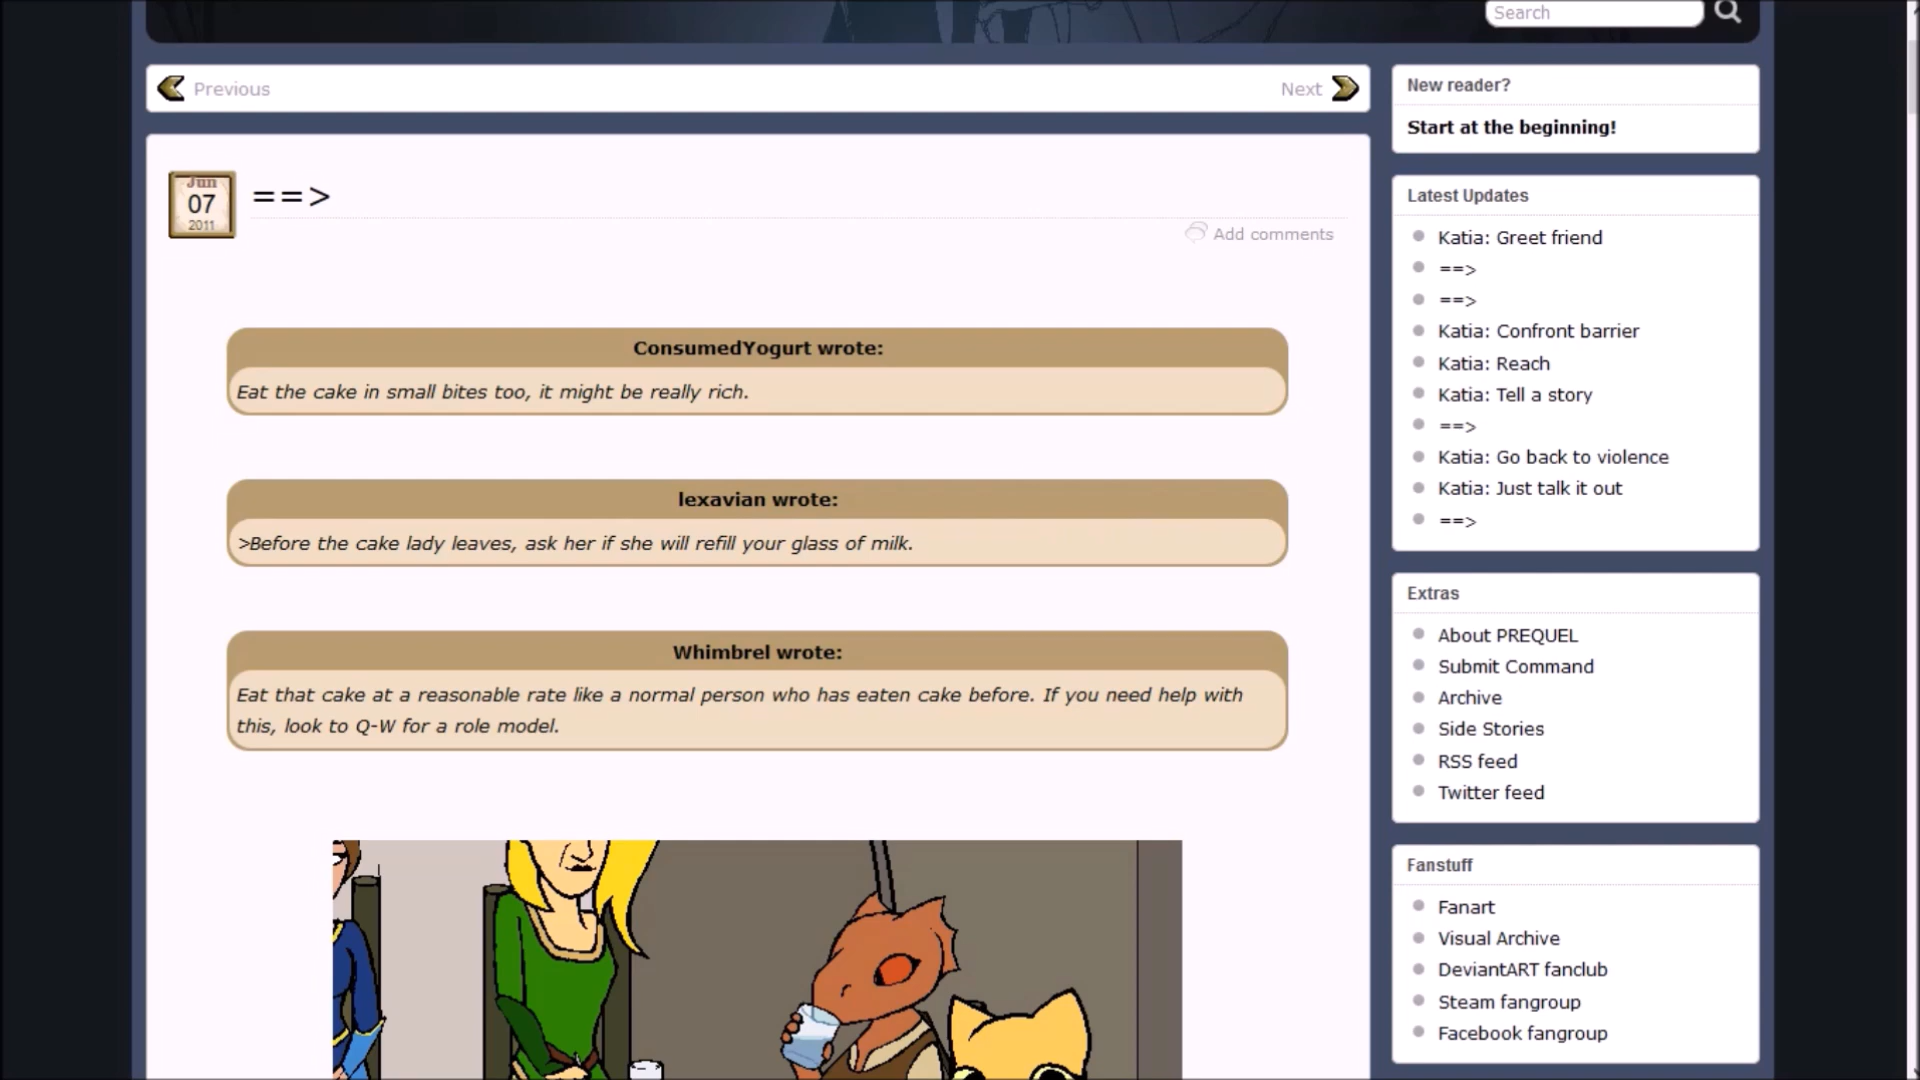 Search
Previous
Next
Jun
07
2011
==>
Add comments
ConsumedYogurt wrote:
Eat the cake in small bites too, it might be really rich.
lexavian wrote:
>Before the cake lady leaves, ask her if she will refill your glass of milk.
Whimbrel wrote:
Eat that cake at a reasonable rate like a normal person who has eaten cake before. If you need help with
this, look to Q-W for a role model.
New reader?
Start at the beginning!
Latest Updates
Katia: Greet friend
==>
==>
Katia: Confront barrier
Katia: Reach
Katia: Tell a story
==>
Katia: Go back to violence
Katia: Just talk it out
==>
Extras
About PREQUEL
Submit Command
Archive
Side Stories
RSS feed
Twitter feed
Fanstuff
Fanart
Visual Archive
DeviantART fanclub
Steam fangroup
Facebook fangroup